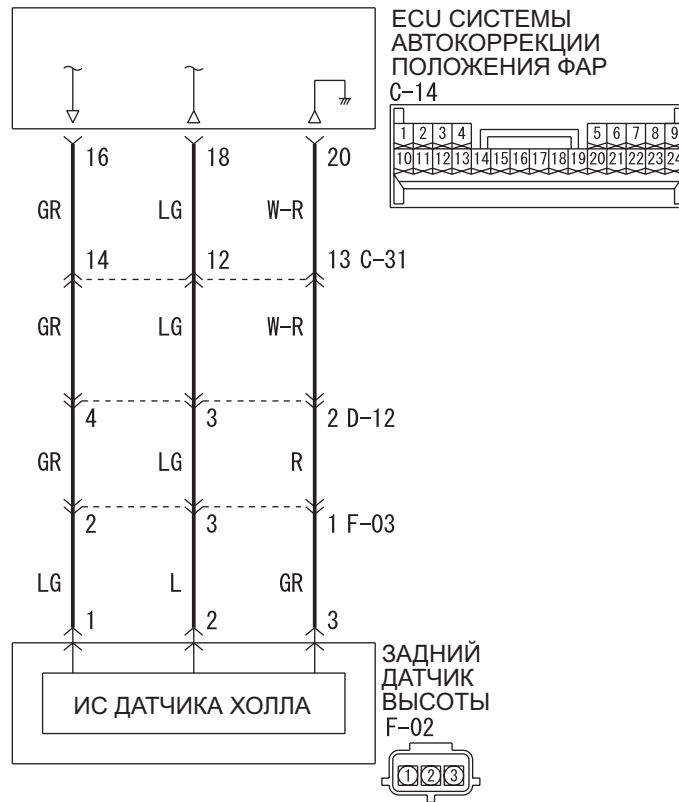 ECU СИСТЕМЫ
АВТОКОРРЕКЦИИ
ПОЛОЖЕНИЯ ФАР
C-14
1 2 3 4 5 6 7 8 9
10 11 12 13 14 15 16 17 18 19 20 21 22 23 24
16 18 20
GR LG W-R
14 12 13 C-31
GR LG W-R
4 3 2 D-12
GR LG R
2 3 1 F-03
LG L GR
1 2 3
ЗАДНИЙ
ДАТЧИК
ВЫСОТЫ
F-02
ИС ДАТЧИКА ХОЛЛА
1 2 3